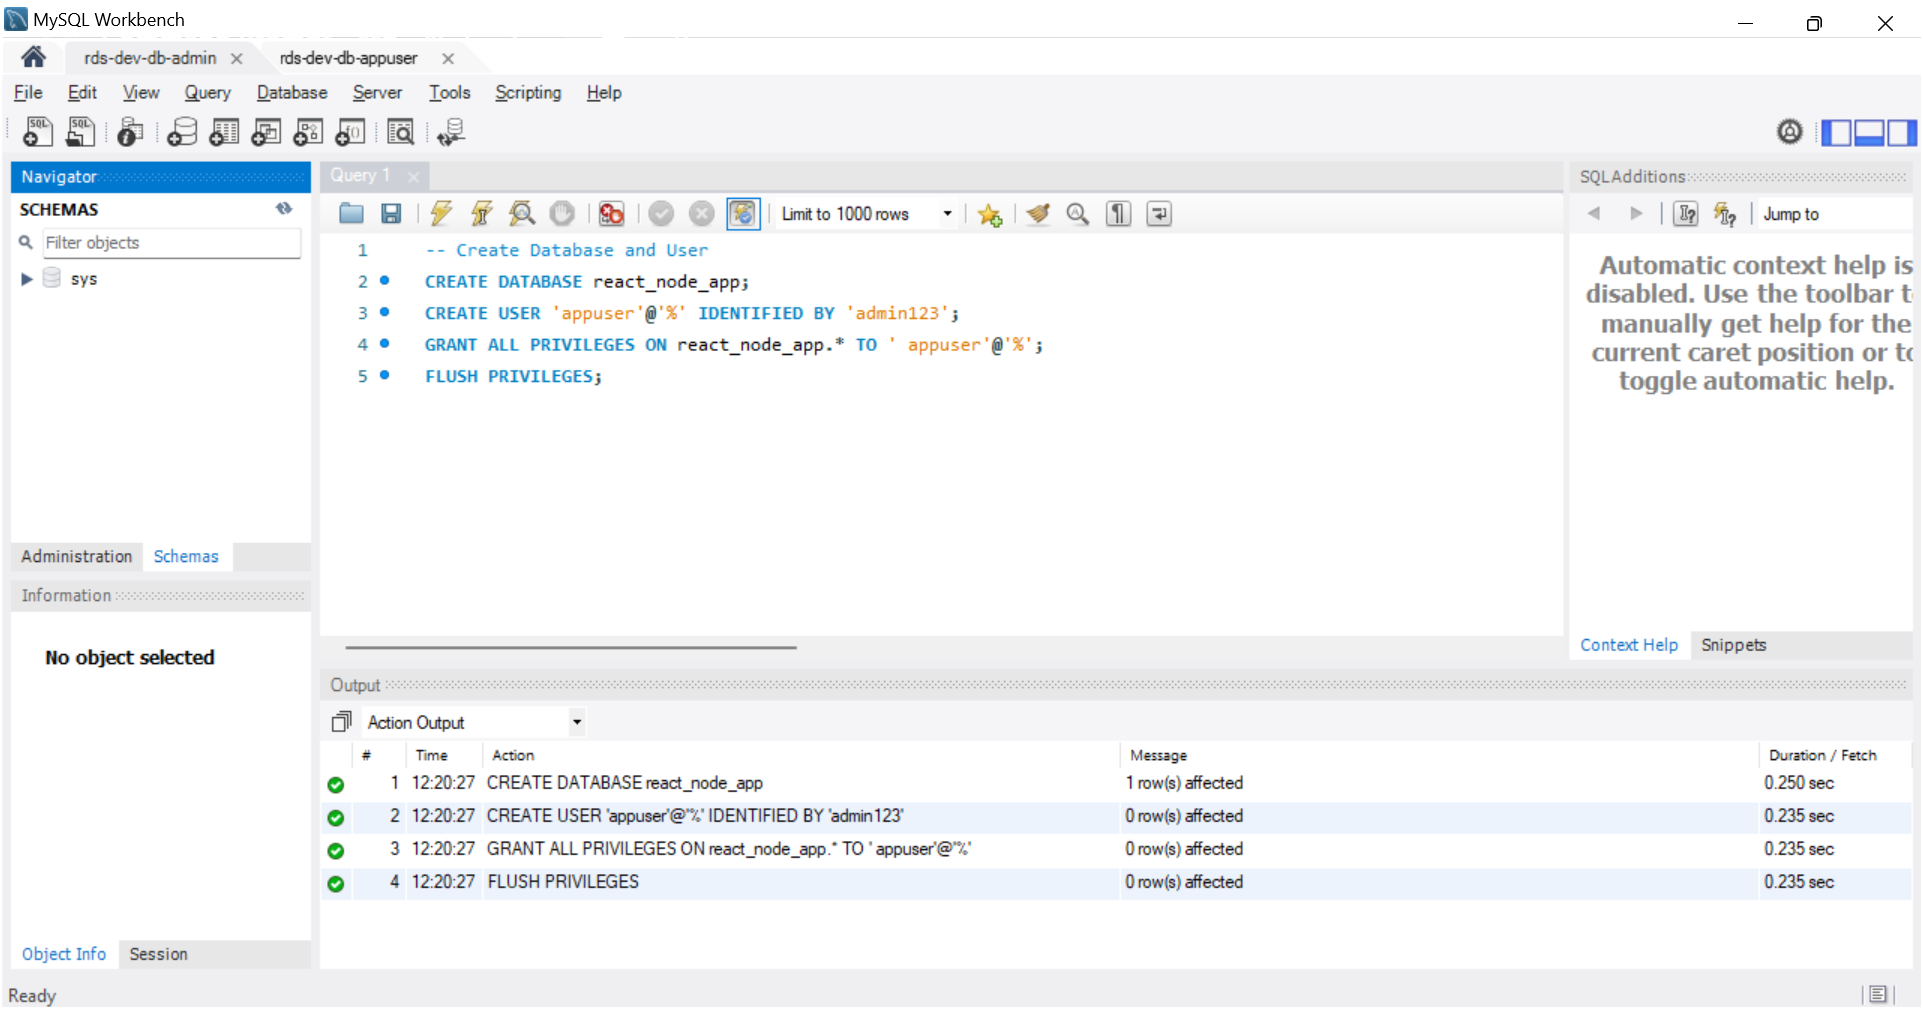 MySQL Workbench
rds-dev-db-admin
rds-dev-db-appuser
File Edit View Query Database Server Tools Scripting Help
Navigator
SCHEMAS
Filter objects
sys
Administration Schemas
Information
No object selected
Object Info Session
Query 1
Limit to 1000 rows
1 -- Create Database and User
2 CREATE DATABASE react_node_app;
3 CREATE USER 'appuser'@'%' IDENTIFIED BY 'admin123';
4 GRANT ALL PRIVILEGES ON react_node_app.* TO ' appuser'@'%';
5 FLUSH PRIVILEGES;
SQLAdditions
Jump to
Automatic context help is
disabled. Use the toolbar t
manually get help for the
current caret position or to
toggle automatic help.
Context Help Snippets
Output
Action Output
# Time Action Message Duration / Fetch
1 12:20:27 CREATE DATABASE react_node_app 1 row(s) affected 0.250 sec
2 12:20:27 CREATE USER 'appuser'@'%' IDENTIFIED BY 'admin123' 0 row(s) affected 0.235 sec
3 12:20:27 GRANT ALL PRIVILEGES ON react_node_app.* TO ' appuser'@'%' 0 row(s) affected 0.235 sec
4 12:20:27 FLUSH PRIVILEGES 0 row(s) affected 0.235 sec
Ready